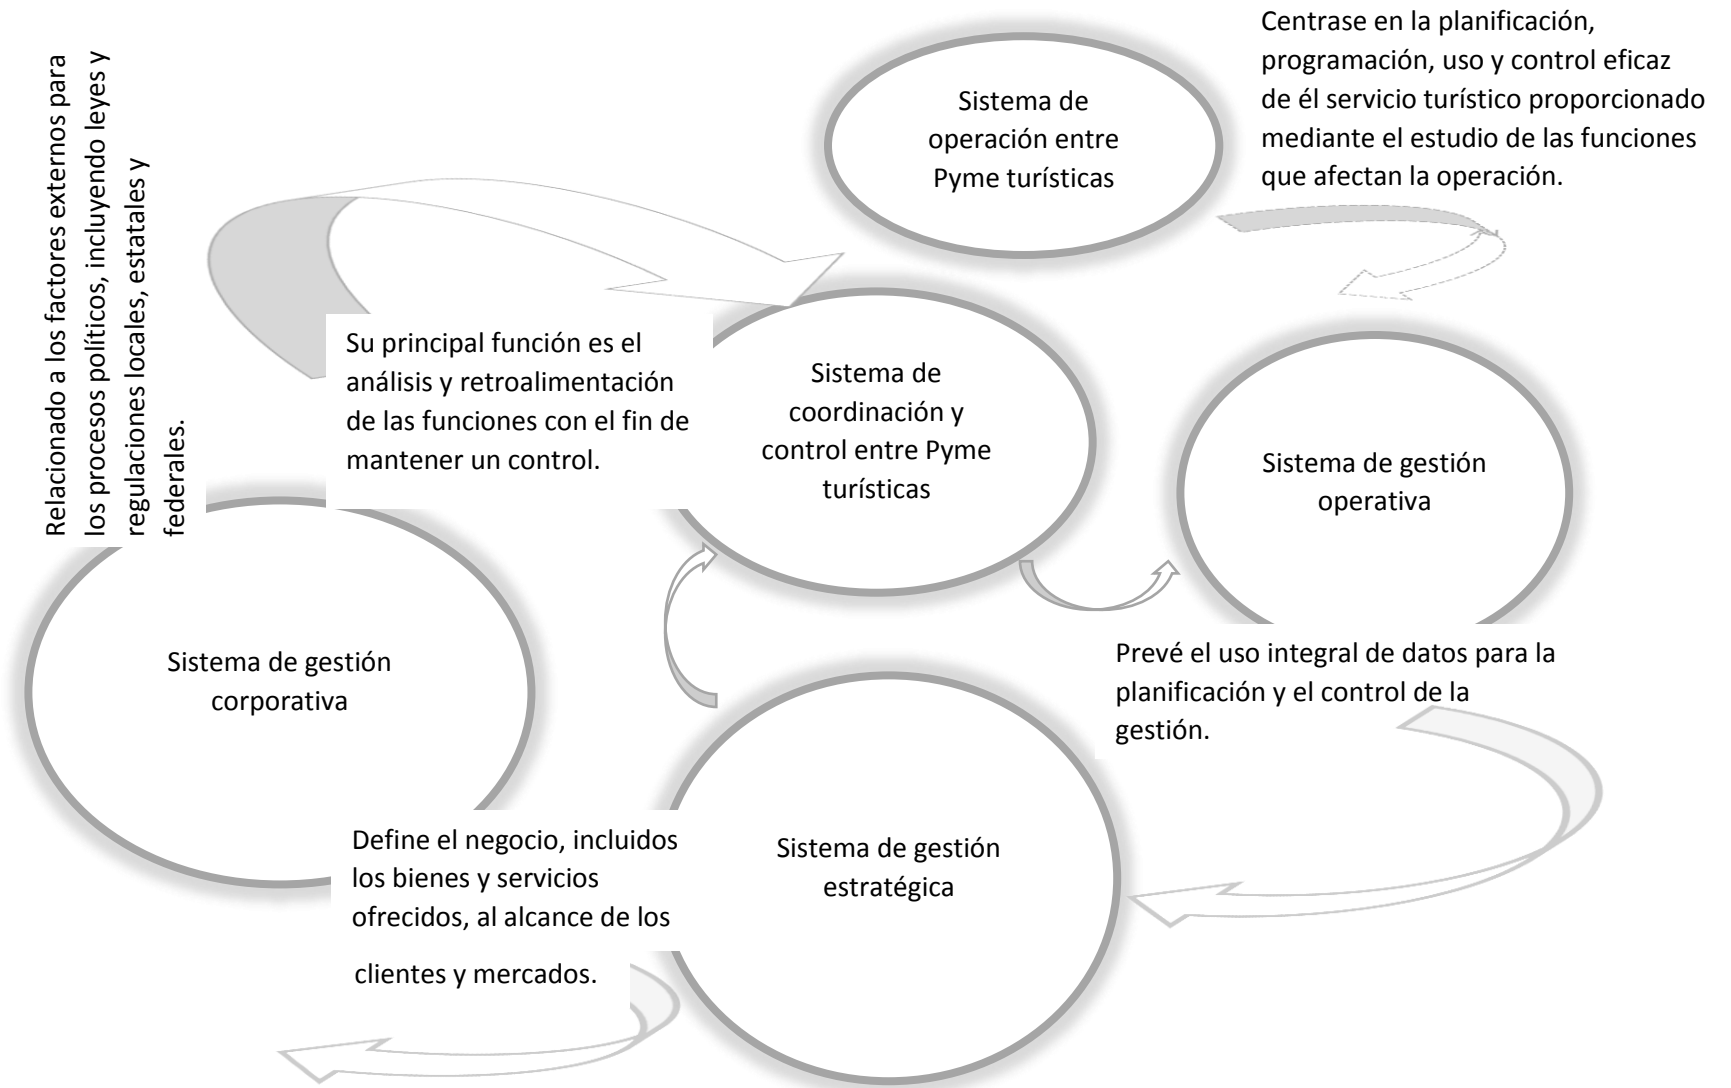 Relacionado a los factores externos para
los procesos políticos, incluyendo leyes y
regulaciones locales, estatales y
federales.
Sistema de
operación entre
Pyme turísticas
Centrase en la planificación,
programación, uso y control eficaz
de él servicio turístico proporcionado
mediante el estudio de las funciones
que afectan la operación.
Su principal función es el
análisis y retroalimentación
de las funciones con el fin de
mantener un control.
Sistema de
coordinación y
control entre Pyme
turísticas
Sistema de gestión
operativa
Sistema de gestión
corporativa
Prevé el uso integral de datos para la
planificación y el control de la
gestión.
Define el negocio, incluidos
los bienes y servicios
ofrecidos, al alcance de los
clientes y mercados.
Sistema de gestión
estratégica